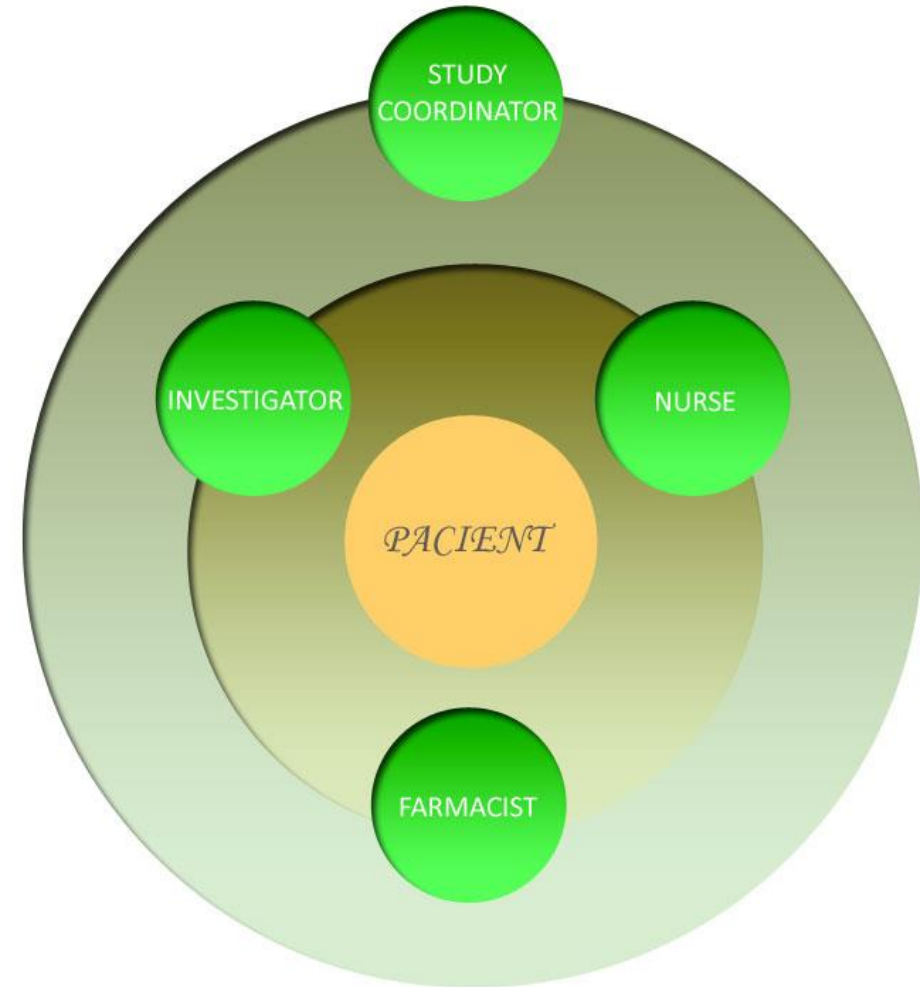 STUDY
COORDINATOR
INVESTIGATOR
NURSE
PACIENT
FARMACIST